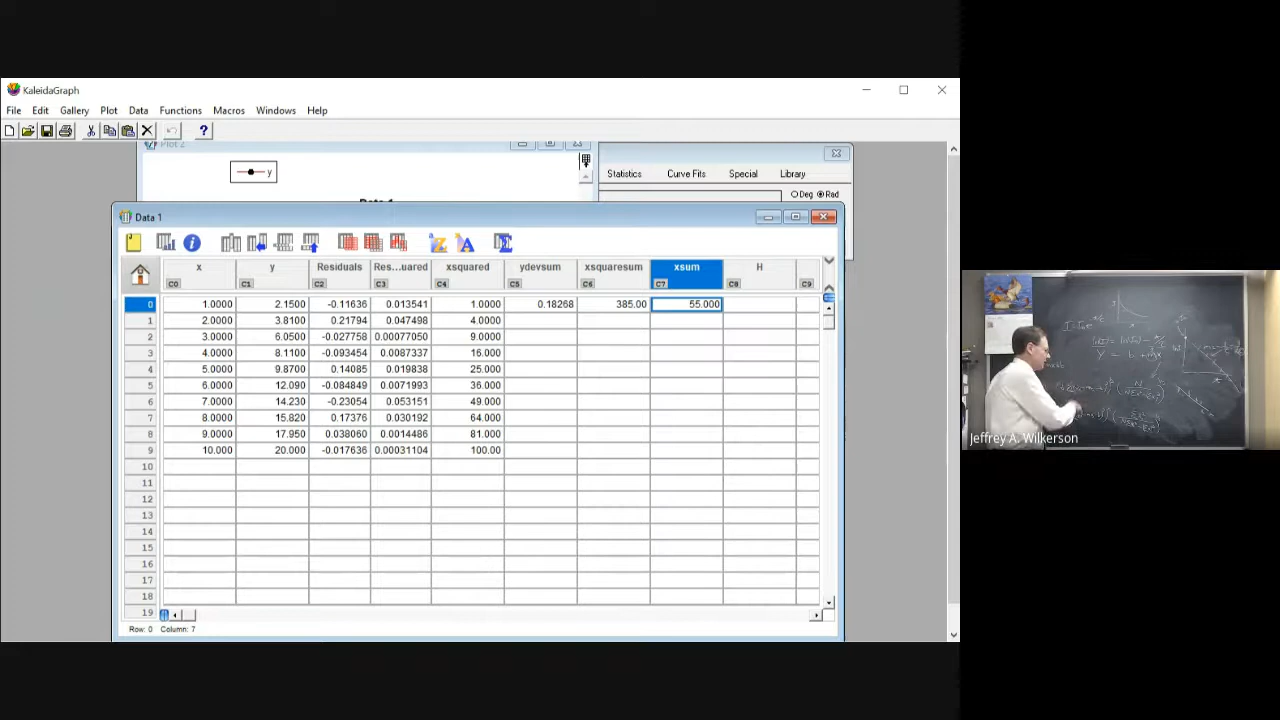 KaleidaGraph
File Edit Gallery Plot Data Functions Macros Windows Help
Plot 2
y
Statistics Curve Fits Special Library
Deg Rad
Data 1
Data 1
x y Residuals Res...uared xsquared ydevsum xsquaresum xsum H
C0 C1 C2 C3 C4 C5 C6 C7 C8 C9
0 1.0000 2.1500 -0.11636 0.013541 1.0000 0.18268 385.00 55.000
1 2.0000 3.8100 0.21794 0.047498 4.0000
2 3.0000 6.0500 -0.027758 0.00077050 9.0000
3 4.0000 8.1100 -0.093454 0.0087337 16.000
4 5.0000 9.8700 0.14085 0.019838 25.000
5 6.0000 12.090 -0.084849 0.0071993 36.000
6 7.0000 14.230 -0.23054 0.053151 49.000
7 8.0000 15.820 0.17376 0.030192 64.000
8 9.0000 17.950 0.038060 0.0014486 81.000
9 10.000 20.000 -0.017636 0.00031104 100.00
10
11
12
13
14
15
16
17
18
19
Row: 0 Column: 7
Jeffrey A. Wilkerson